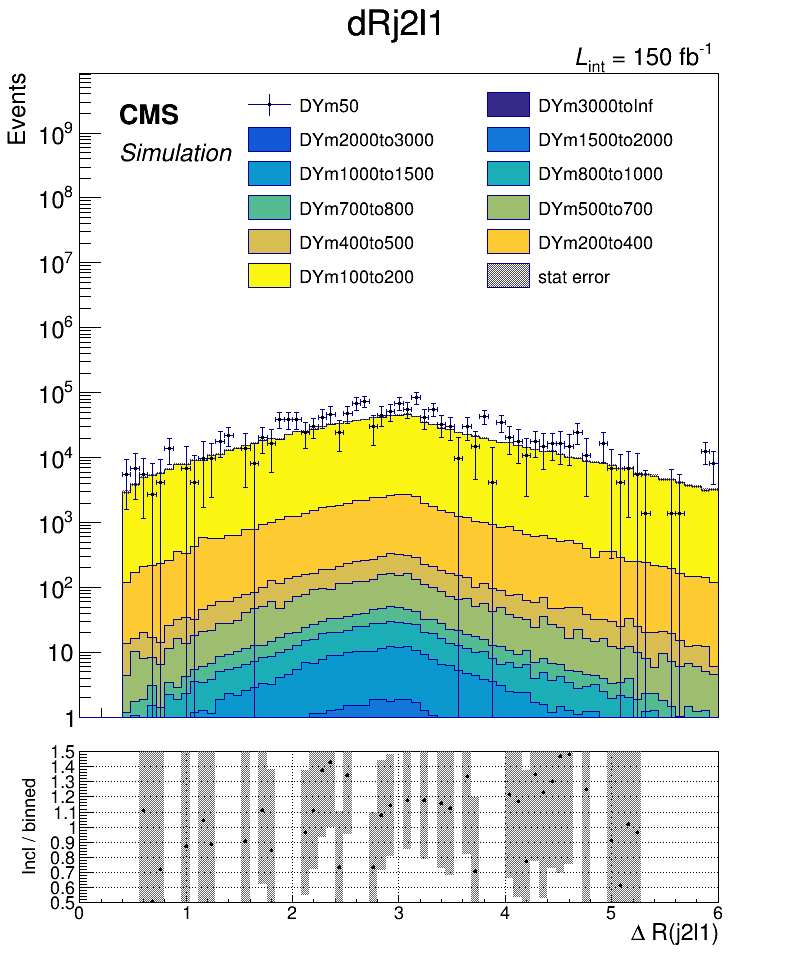 dRj2l1
L_int = 150 fb^-1
Events
CMS
Simulation
DYm50
DYm3000toInf
DYm2000to3000
DYm1500to2000
DYm1000to1500
DYm800to1000
DYm700to800
DYm500to700
DYm400to500
DYm200to400
DYm100to200
stat error
10^9
10^8
10^7
10^6
10^5
10^4
10^3
10^2
10
1
Incl / binned
1.5
1.4
1.3
1.2
1.1
1
0.9
0.8
0.7
0.6
0.5
0 1 2 3 4 5 6
Δ R(j2l1)